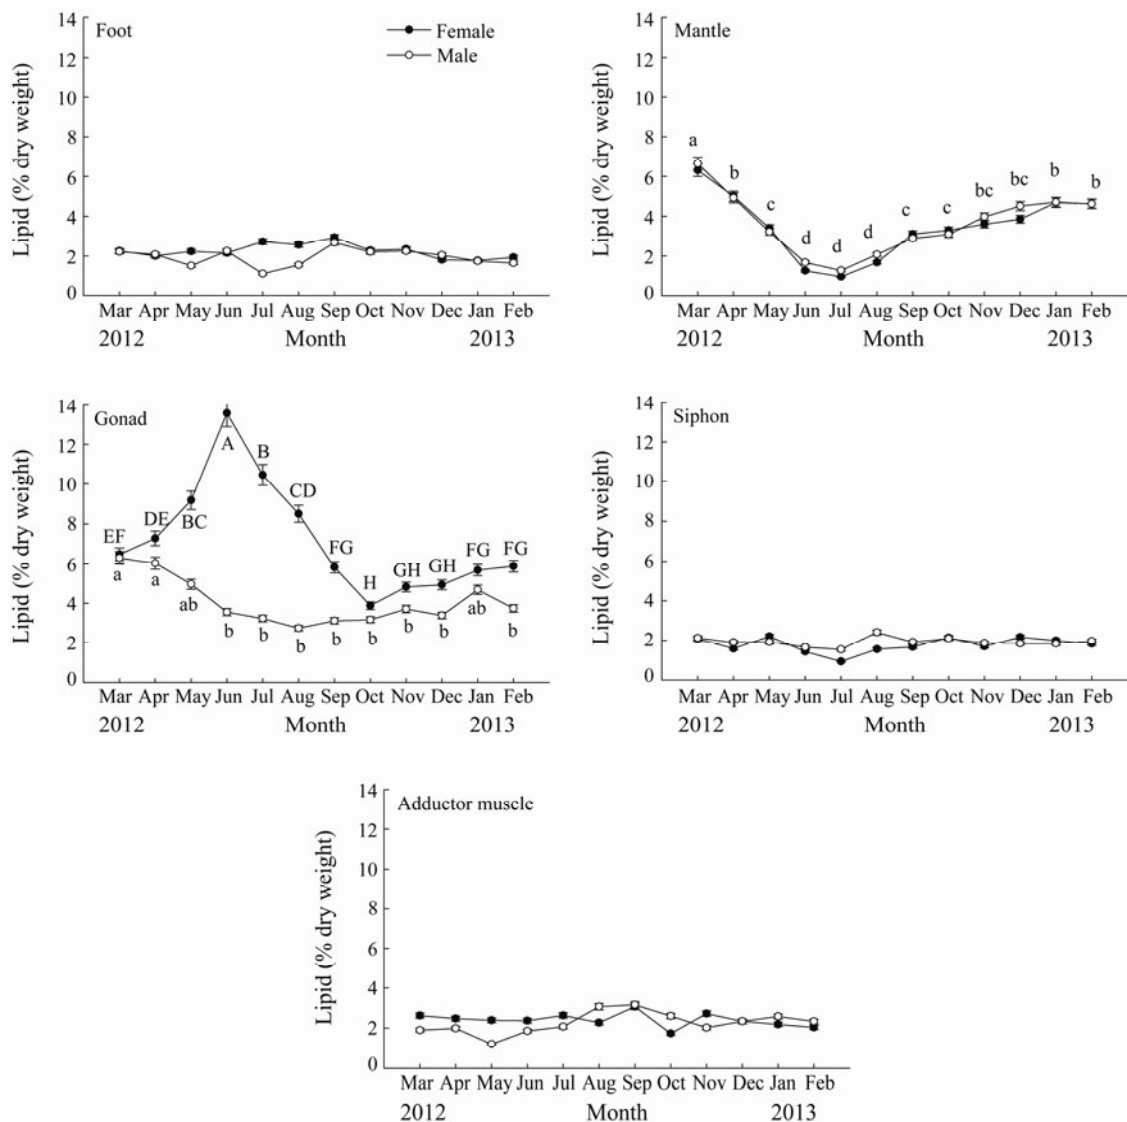 Foot
Female
Male
Lipid (% dry weight)
14
12
10
8
6
4
2
0
Mar Apr May Jun Jul Aug Sep Oct Nov Dec Jan Feb
2012 Month 2013
Mantle
Lipid (% dry weight)
14
12
10
8
6
4
2
0
a b c d d d c c bc bc b b
Mar Apr May Jun Jul Aug Sep Oct Nov Dec Jan Feb
2012 Month 2013
Gonad
Lipid (% dry weight)
14
12
10
8
6
4
2
0
EF DE BC A B CD FG H GH GH FG FG
a a ab b b b b b b b ab b
Mar Apr May Jun Jul Aug Sep Oct Nov Dec Jan Feb
2012 Month 2013
Siphon
Lipid (% dry weight)
14
12
10
8
6
4
2
0
Mar Apr May Jun Jul Aug Sep Oct Nov Dec Jan Feb
2012 Month 2013
Adductor muscle
Lipid (% dry weight)
14
12
10
8
6
4
2
0
Mar Apr May Jun Jul Aug Sep Oct Nov Dec Jan Feb
2012 Month 2013